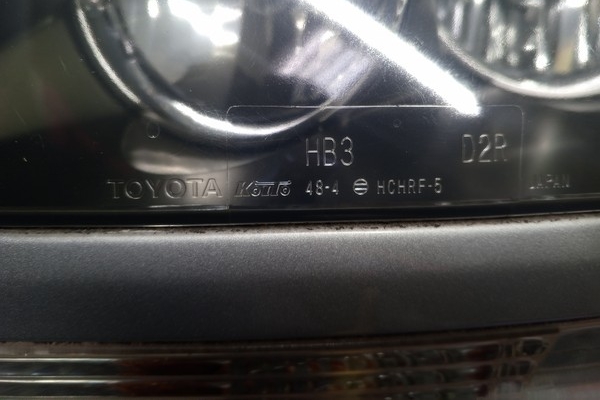 HB3 D2R
TOYOTA KOITO 48-4 HCHRF-5 JAPAN